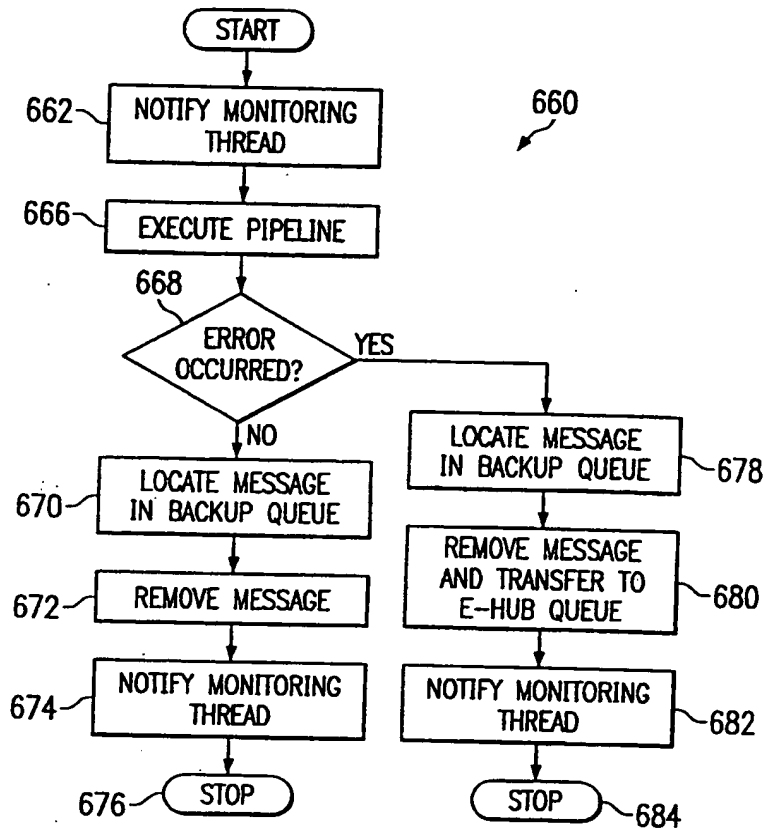 START
662
NOTIFY MONITORING
THREAD
660
666
EXECUTE PIPELINE
668
ERROR
OCCURRED?
YES
NO
670
LOCATE MESSAGE
IN BACKUP QUEUE
672
REMOVE MESSAGE
674
NOTIFY MONITORING
THREAD
676
STOP
LOCATE MESSAGE
IN BACKUP QUEUE
678
REMOVE MESSAGE
AND TRANSFER TO
E-HUB QUEUE
680
NOTIFY MONITORING
THREAD
682
STOP
684